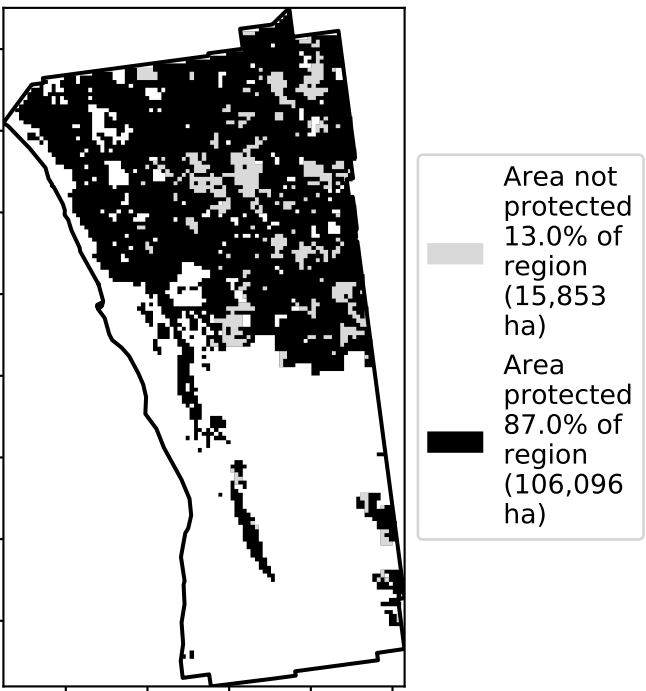 Area not
protected
13.0% of
region
(15,853
ha)
Area
protected
87.0% of
region
(106,096
ha)